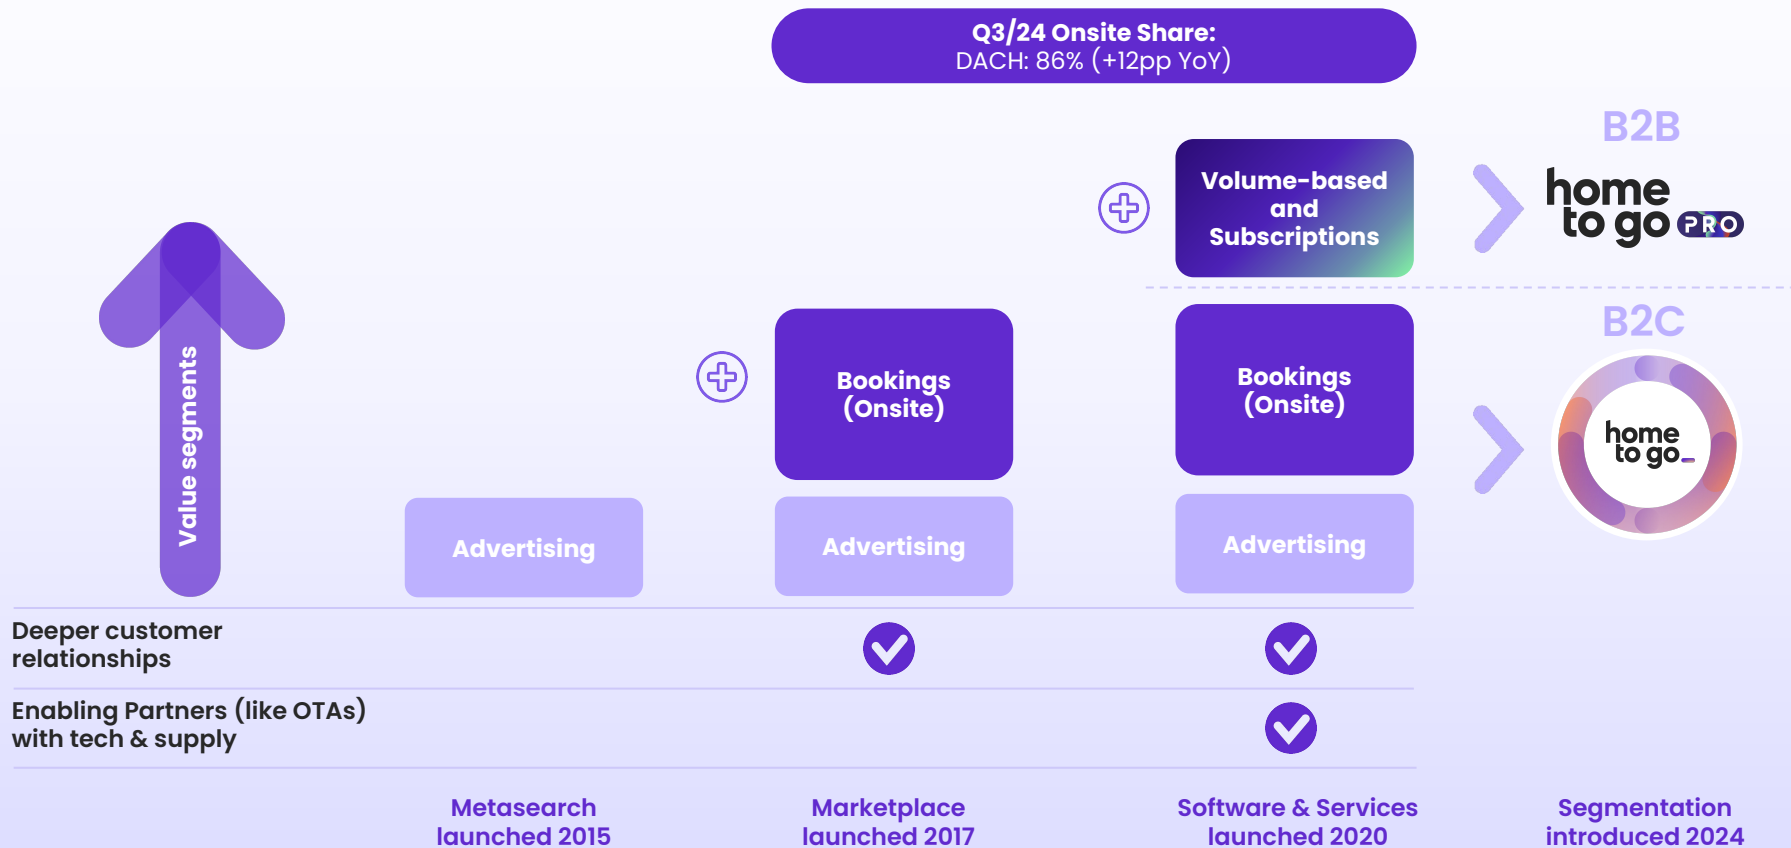 Q3/24 Onsite Share:
DACH: 86% (+12pp YoY)
B2B
Volume-based
and
Subscriptions
home
to go PRO
B2C
Value segments
Bookings
(Onsite)
Bookings
(Onsite)
home
to go_
Advertising
Advertising
Advertising
Deeper customer
relationships
Enabling Partners (like OTAs)
with tech & supply
Metasearch
launched 2015
Marketplace
launched 2017
Software & Services
launched 2020
Segmentation
introduced 2024